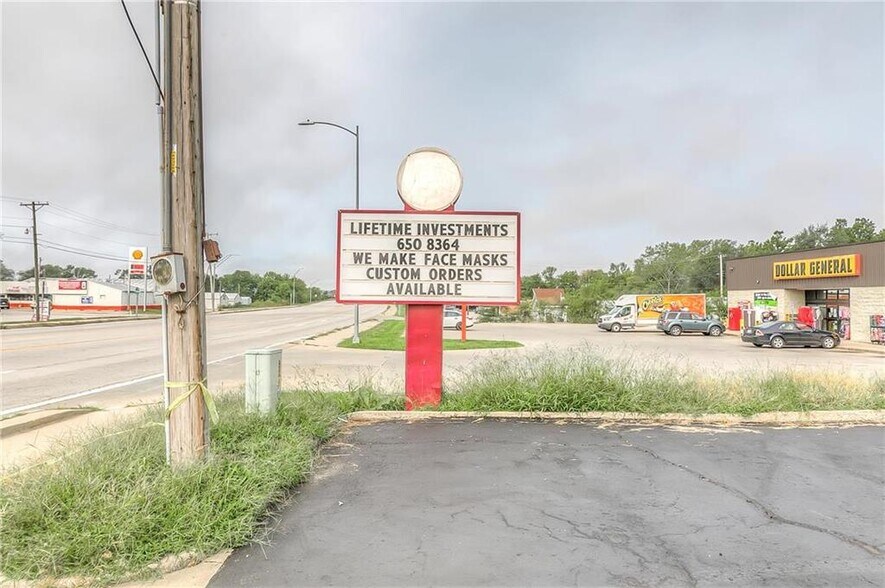 LIFETIME INVESTMENTS
650 8364
WE MAKE FACE MASKS
CUSTOM ORDERS
AVAILABLE
DOLLAR GENERAL